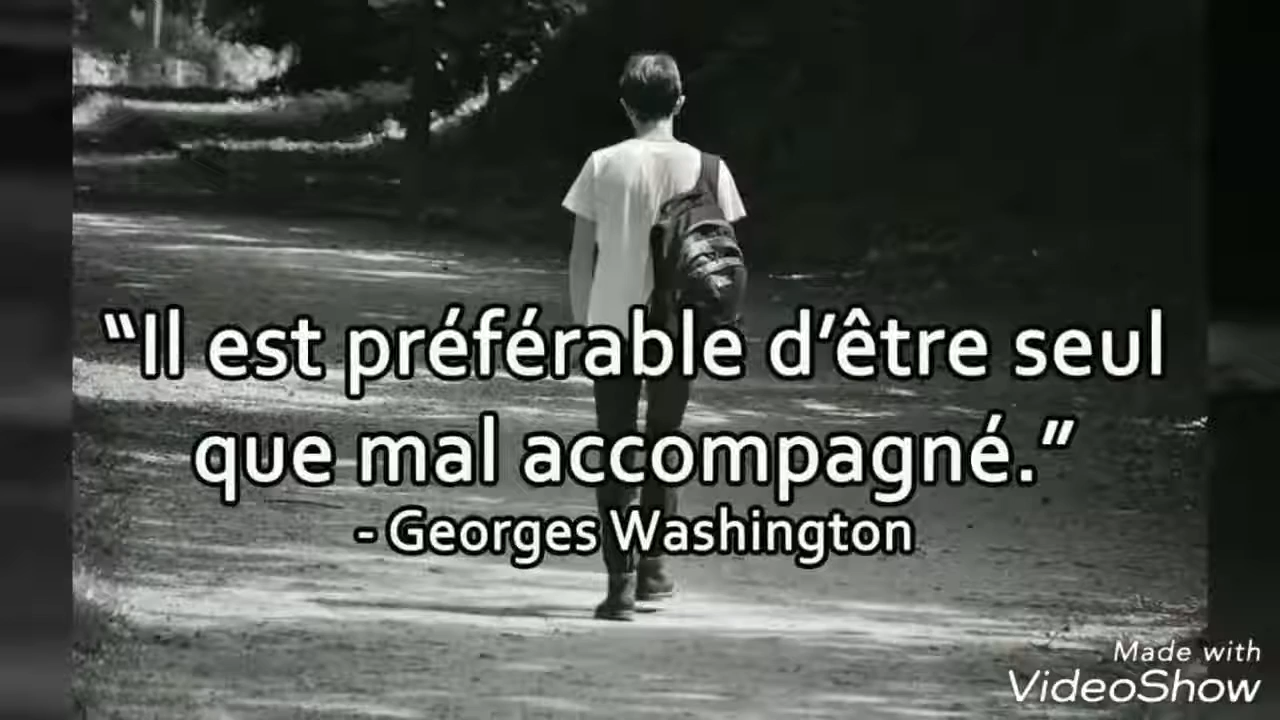 “Il est préférable d’être seul
que mal accompagné.”
- Georges Washington
Made with
VideoShow